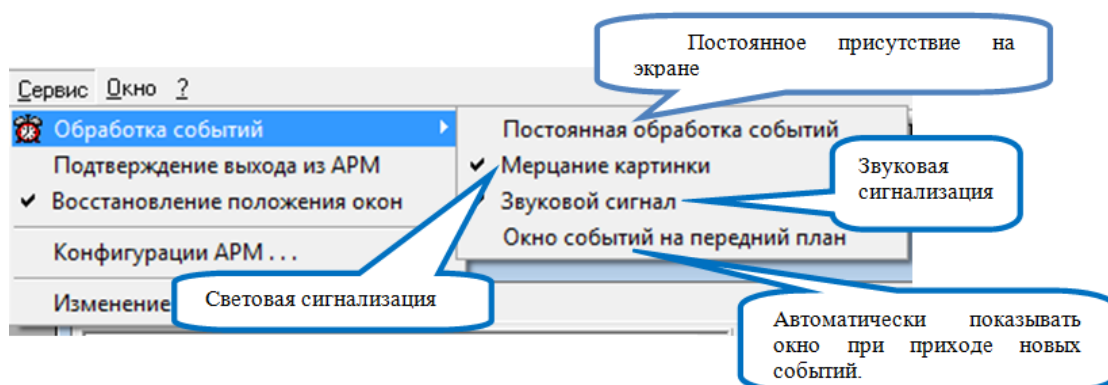 Постоянное присутствие на
экране
Сервис Окно ?
Обработка событий
Постоянная обработка событий
Подтверждение выхода из АРМ
Мерцание картинки
Звуковая
сигнализация
Восстановление положения окон
Звуковой сигнал
Окно событий на передний план
Конфигурации АРМ . . .
Изменение
Световая сигнализация
Автоматически показывать
окно при приходе новых
событий.